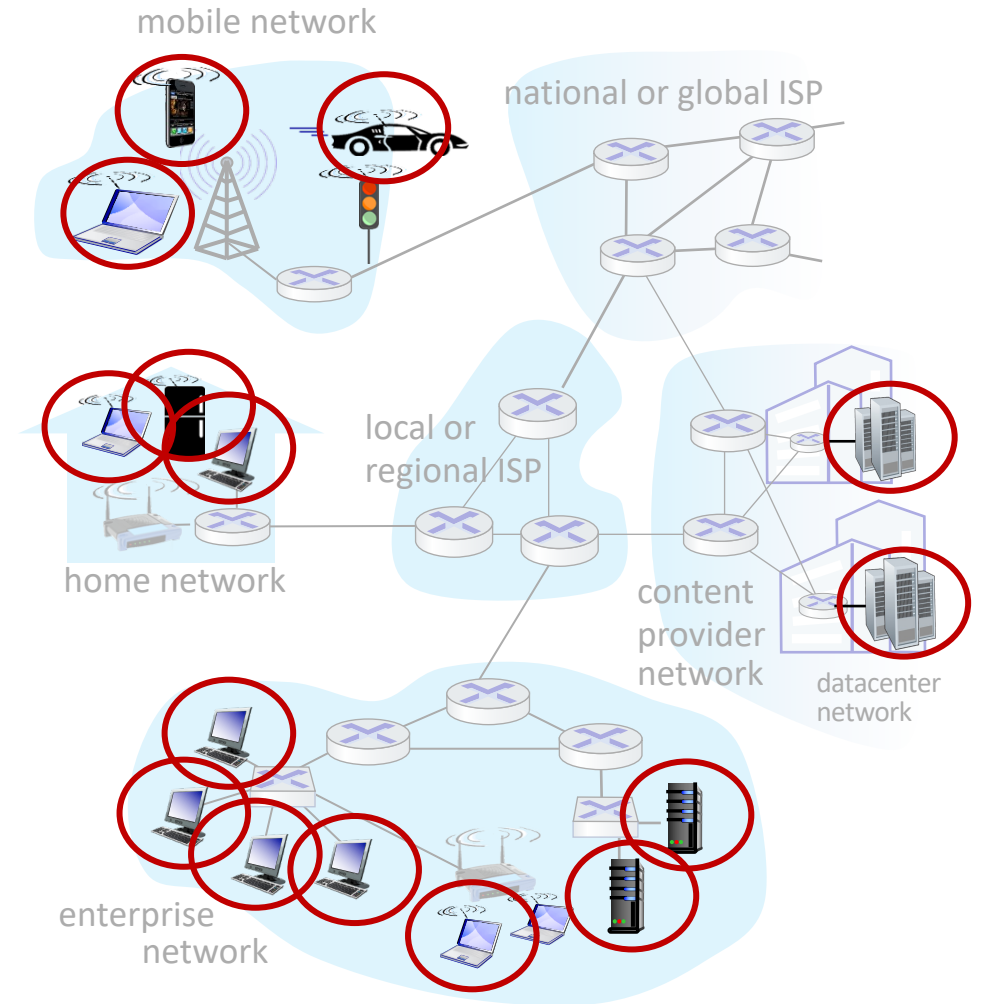 mobile network
national or global ISP
local or
regional ISP
home network
content
provider
network
datacenter
network
enterprise
network